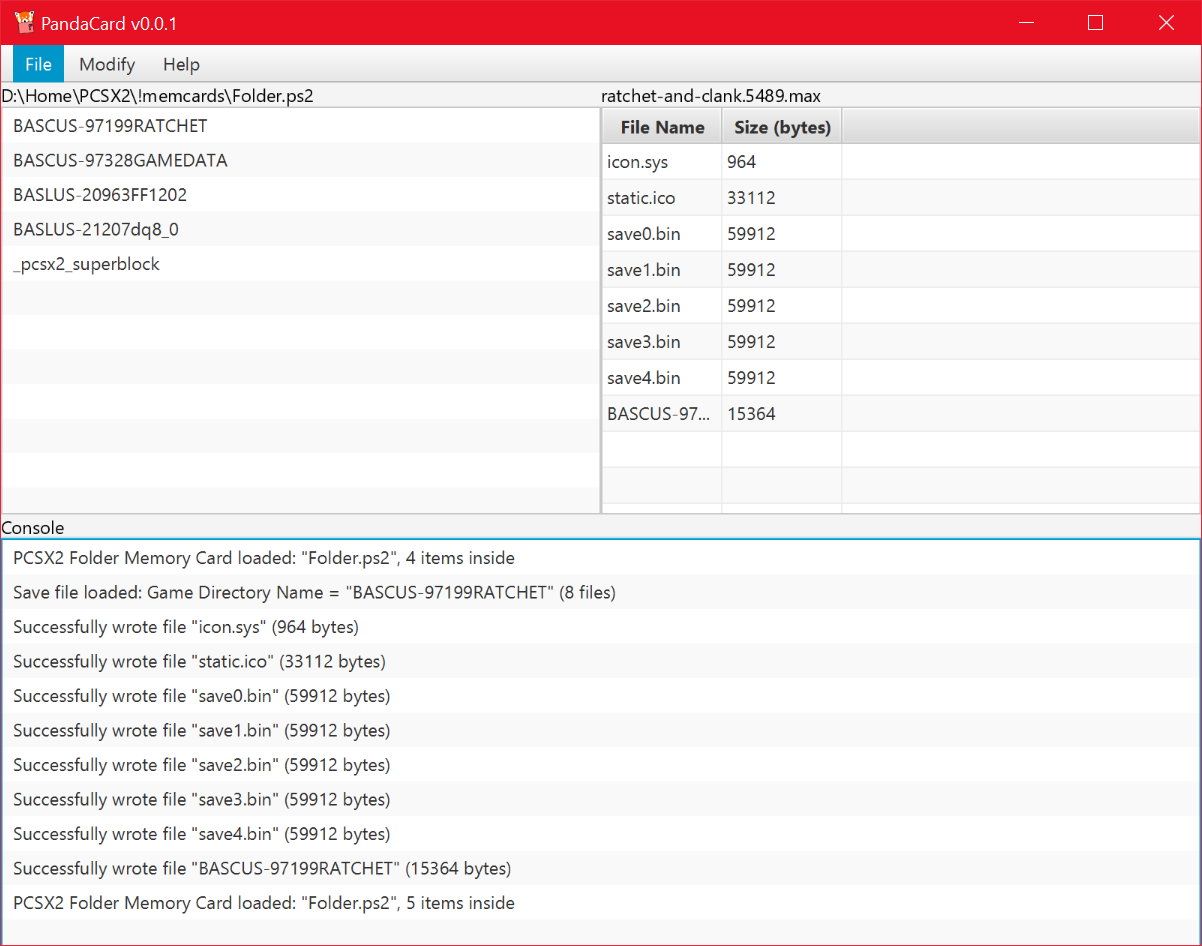 PandaCard v0.0.1
File Modify Help
D:\Home\PCSX2\!memcards\Folder.ps2
BASCUS-97199RATCHET
BASCUS-97328GAMEDATA
BASLUS-20963FF1202
BASLUS-21207dq8_0
_pcsx2_superblock
ratchet-and-clank.5489.max
File Name Size (bytes)
icon.sys 964
static.ico 33112
save0.bin 59912
save1.bin 59912
save2.bin 59912
save3.bin 59912
save4.bin 59912
BASCUS-97... 15364
Console
PCSX2 Folder Memory Card loaded: "Folder.ps2", 4 items inside
Save file loaded: Game Directory Name = "BASCUS-97199RATCHET" (8 files)
Successfully wrote file "icon.sys" (964 bytes)
Successfully wrote file "static.ico" (33112 bytes)
Successfully wrote file "save0.bin" (59912 bytes)
Successfully wrote file "save1.bin" (59912 bytes)
Successfully wrote file "save2.bin" (59912 bytes)
Successfully wrote file "save3.bin" (59912 bytes)
Successfully wrote file "save4.bin" (59912 bytes)
Successfully wrote file "BASCUS-97199RATCHET" (15364 bytes)
PCSX2 Folder Memory Card loaded: "Folder.ps2", 5 items inside